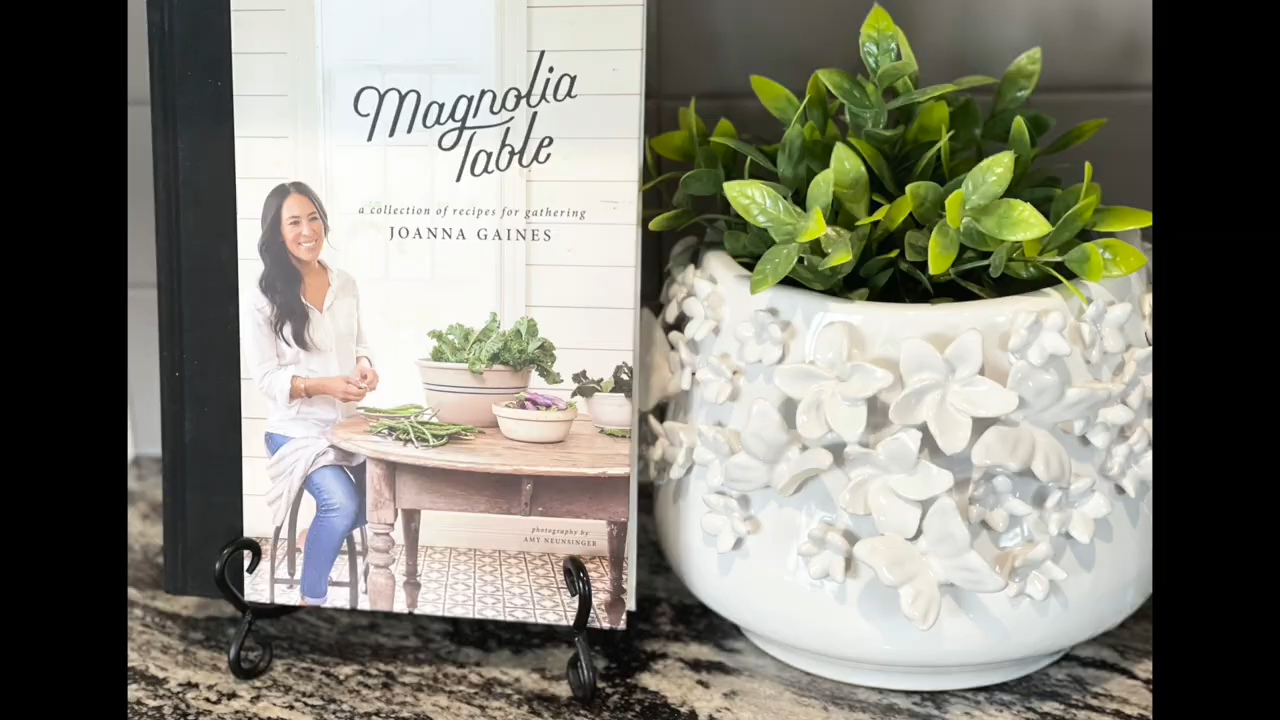 Magnolia
Table
a collection of recipes for gathering
JOANNA GAINES
photography by
AMY NEUNSINGER